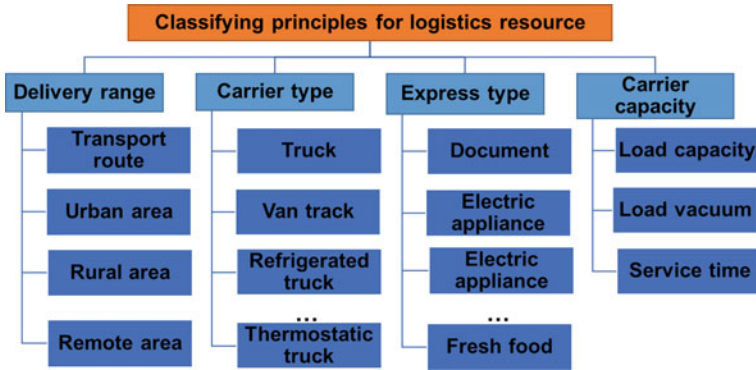 Classifying principles for logistics resource
Delivery range
Carrier type
Express type
Carrier
capacity
Transport
route
Urban area
Rural area
Remote area
Truck
Van track
Refrigerated
truck
...
Thermostatic
truck
Document
Electric
appliance
Electric
appliance
...
Fresh food
Load capacity
Load vacuum
Service time